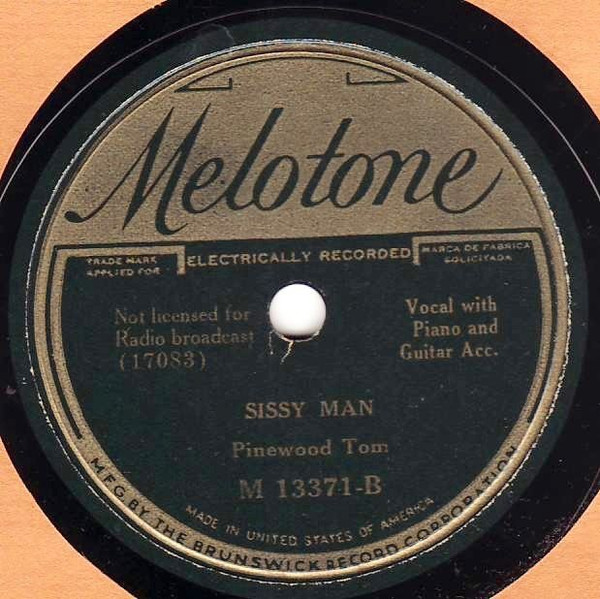 Melotone
TRADE MARK
APPLIED FOR
ELECTRICALLY RECORDED
MARCA DE FABRICA
SOLICITADA
Not licensed for
Radio broadcast
(17083)
Vocal with
Piano and
Guitar Acc.
SISSY MAN
Pinewood Tom
M 13371-B
MADE IN UNITED STATES OF AMERICA
MFG BY THE BRUNSWICK RECORD CORPORATION